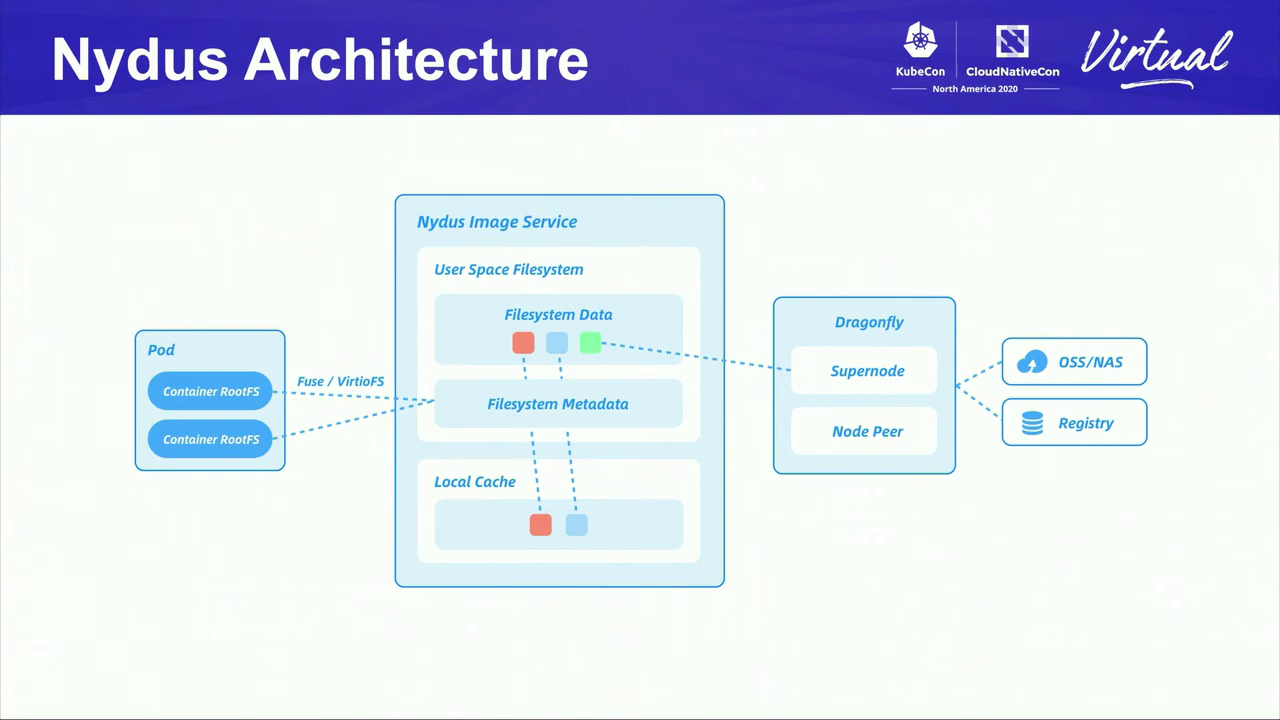 Nydus Architecture
KubeCon
CloudNativeCon
North America 2020
Virtual
Nydus Image Service
User Space Filesystem
Filesystem Data
Filesystem Metadata
Local Cache
Pod
Container RootFS
Container RootFS
Fuse / VirtioFS
Dragonfly
Supernode
Node Peer
OSS/NAS
Registry